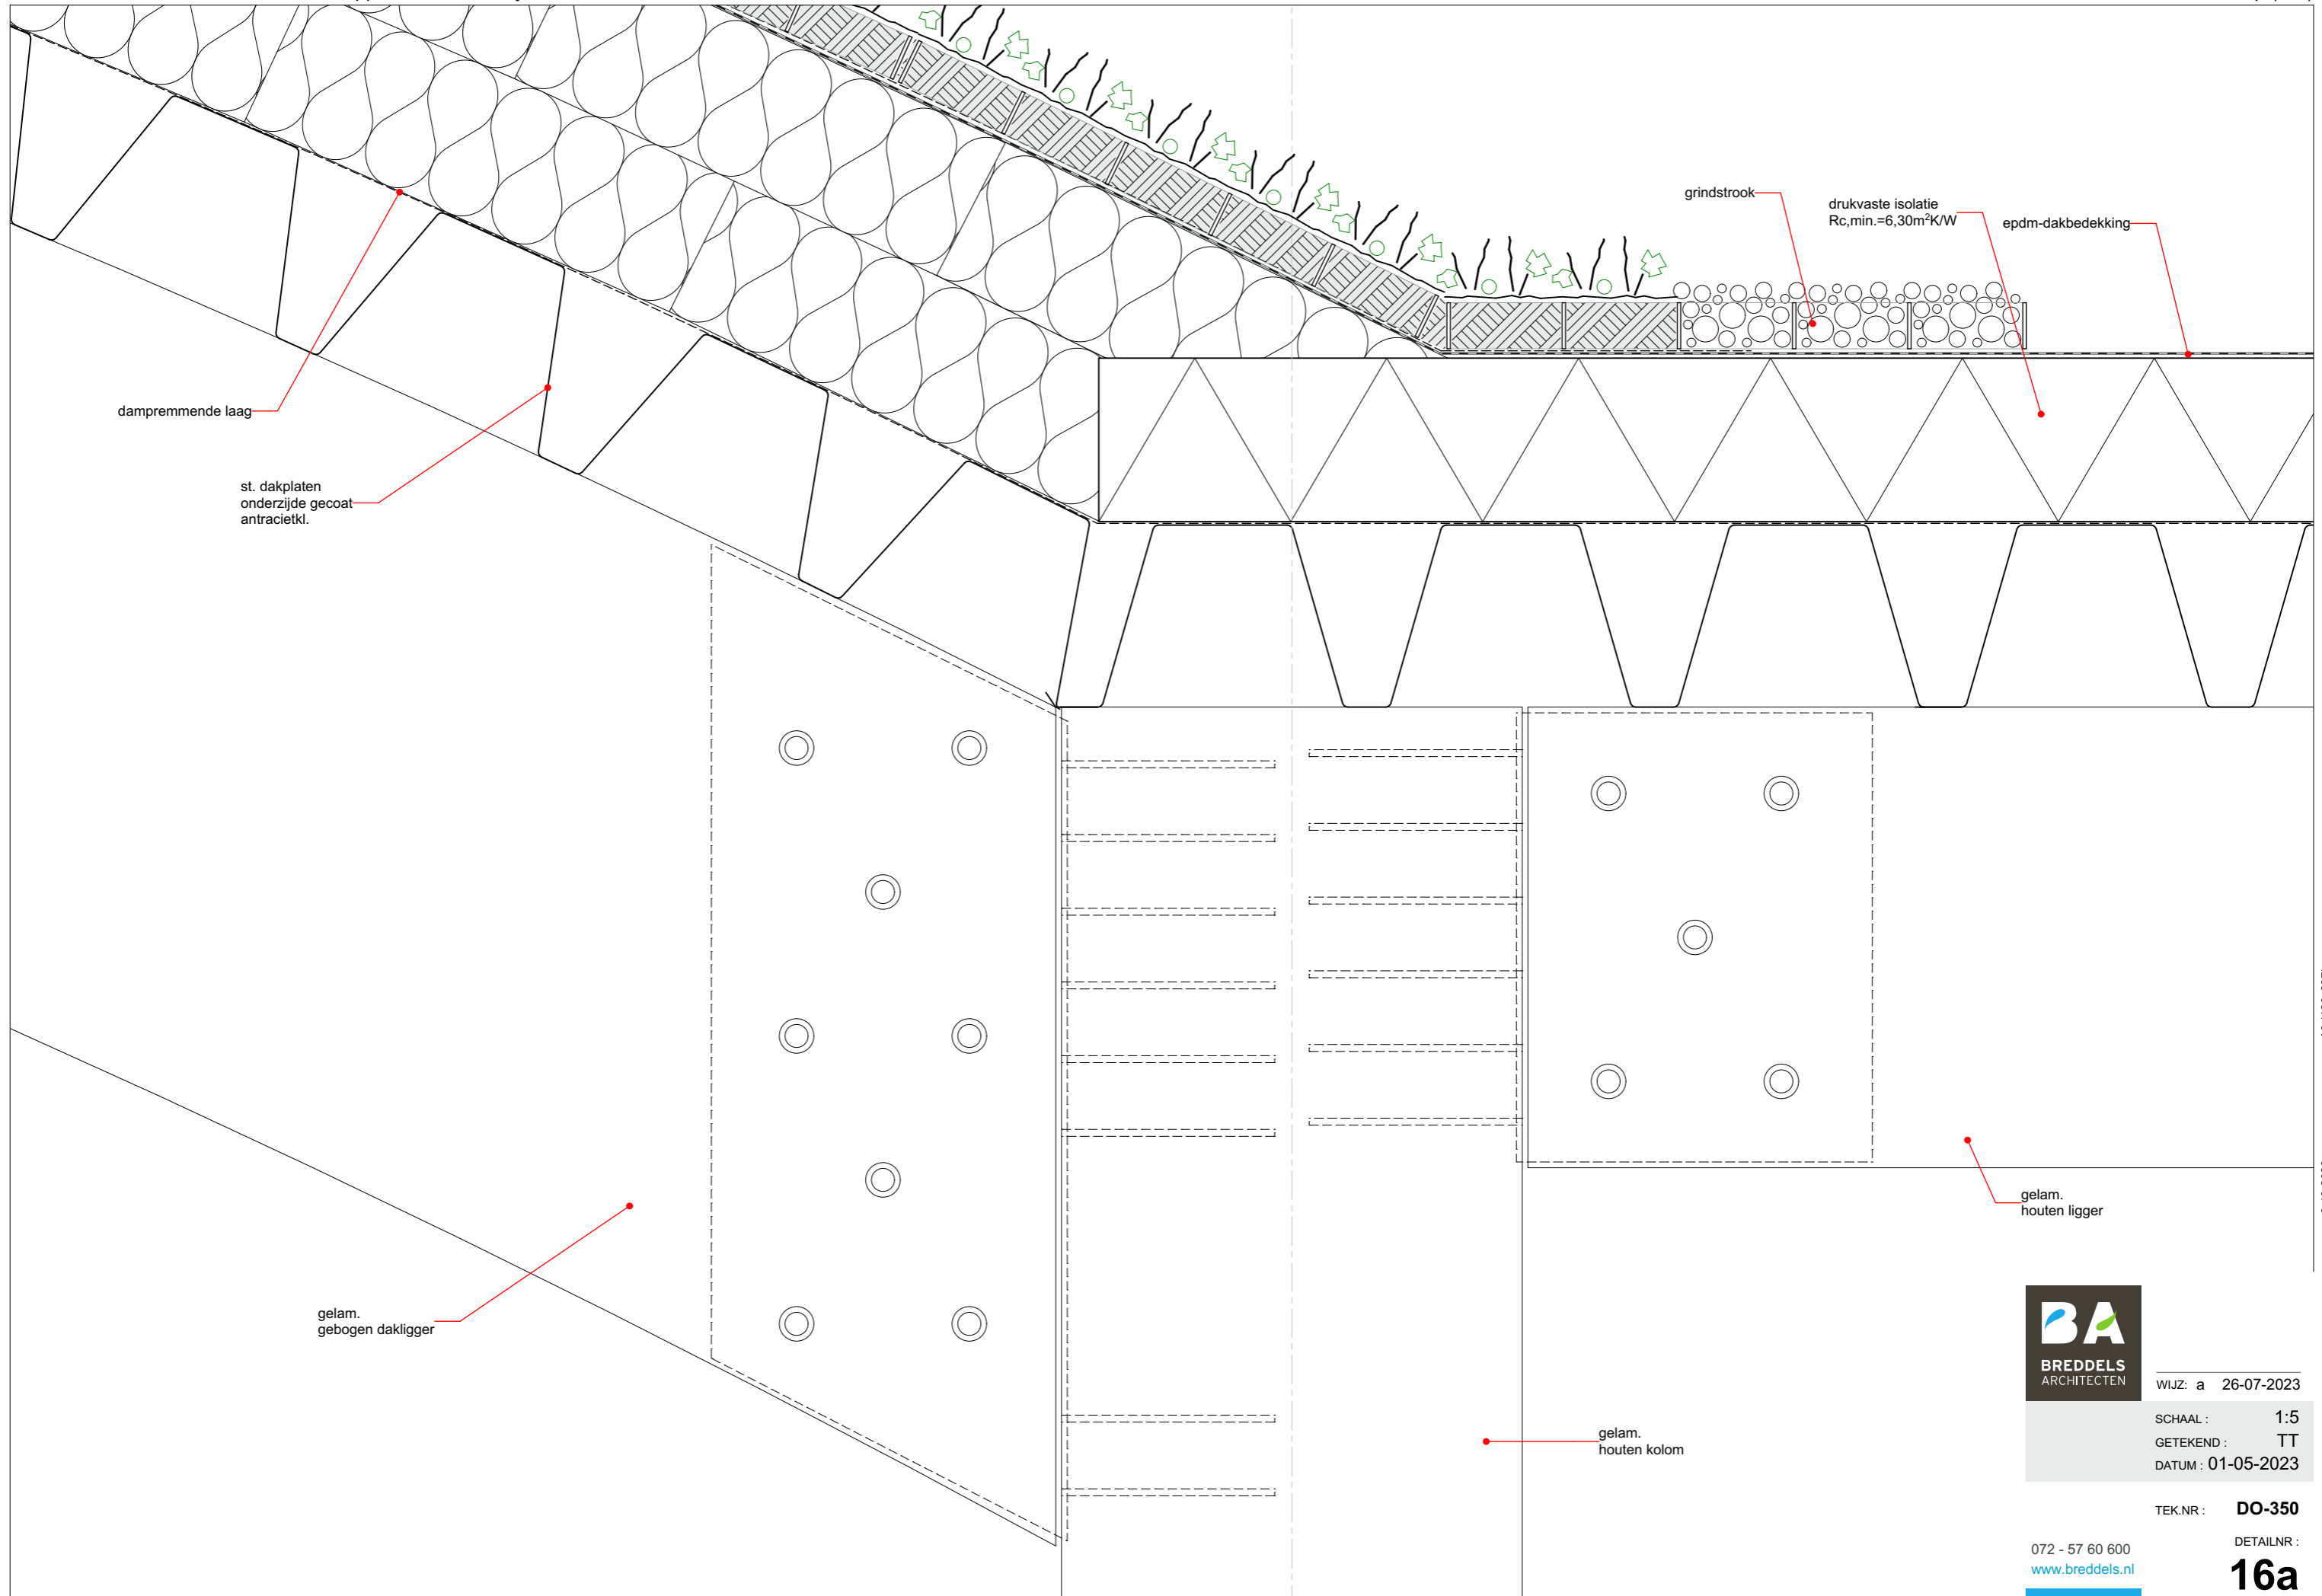 grindstrook
drukvaste isolatie
Rc,min.=6,30m²K/W
epdm-dakbedekking
dampremmende laag
st. dakplaten
onderzijde gecoat
antracietkl.
gelam.
houten ligger
gelam.
gebogen dakligger
gelam.
houten kolom
BA
BREDDELS
ARCHITECTEN
WIJZ: a 26-07-2023
SCHAAL : 1:5
GETEKEND : TT
DATUM : 01-05-2023
TEK.NR : DO-350
DETAILNR :
16a
072 - 57 60 600
www.breddels.nl